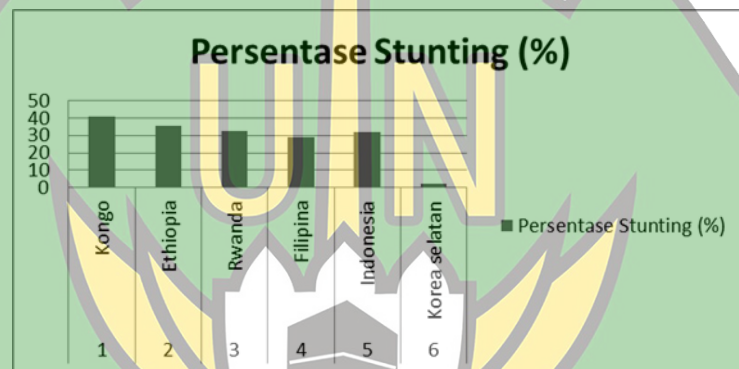 Persentase Stunting (%)
UIN
50
40
30
20
10
0
Kongo
Ethiopia
Rwanda
Filipina
Indonesia
Korea selatan
1 2 3 4 5 6
Persentase Stunting (%)